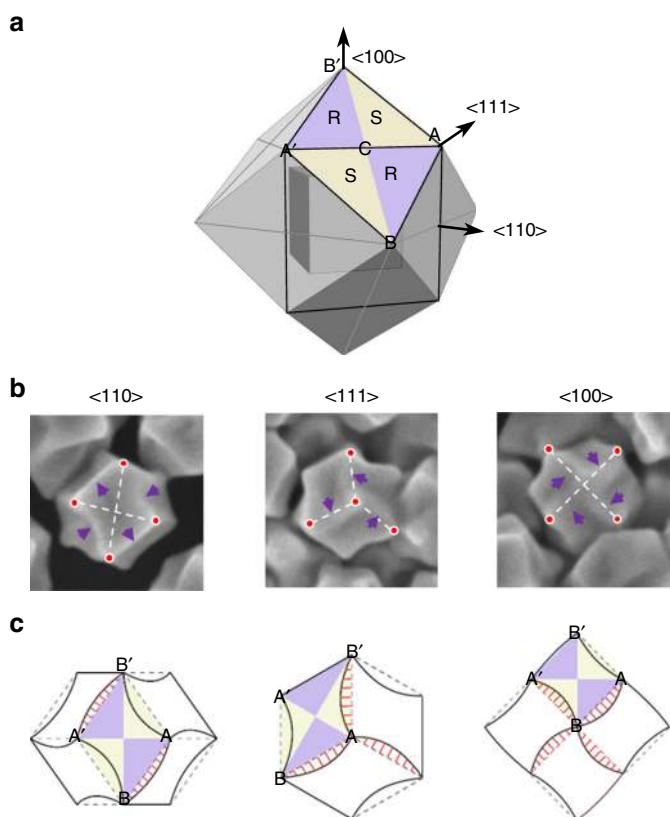 a
<100>
B′
<111>
R S
A
A′ C
S R
<110>
B
b
<110> <111> <100>
c
B′ B′ B′
A′ A′ A
A′ A A B
B B